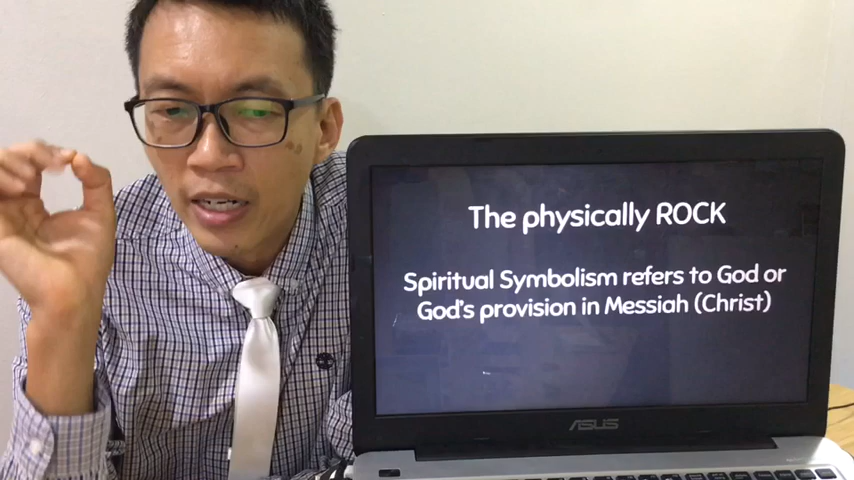 The physically ROCK
Spiritual Symbolism refers to God or
God's provision in Messiah (Christ)
ASUS